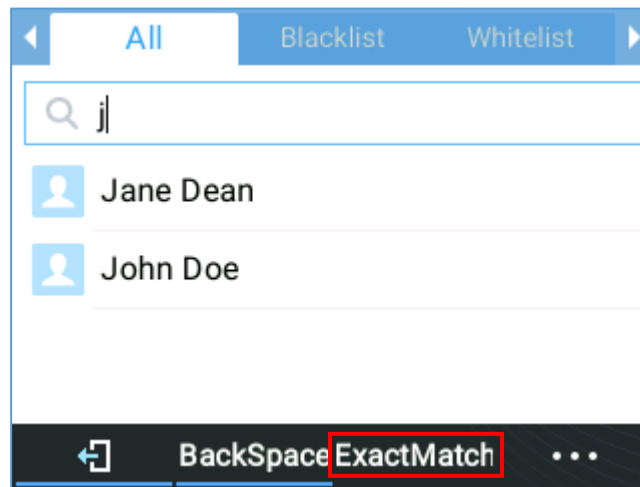 All Blacklist Whitelist
j
Jane Dean
John Doe
BackSpace ExactMatch ...